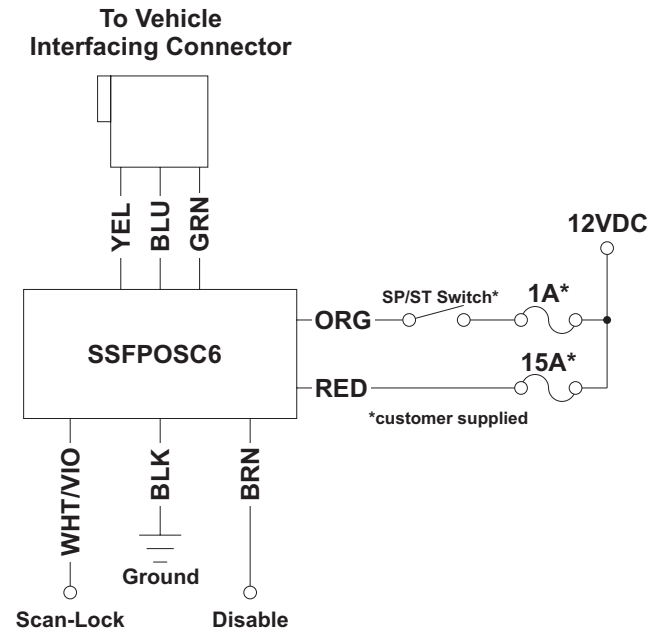 To Vehicle
Interfacing Connector
YEL
BLU
GRN
12VDC
SP/ST Switch*
1A*
ORG
SSFPOSC6
15A*
RED
*customer supplied
WHT/VIO
BLK
BRN
Ground
Scan-Lock
Disable